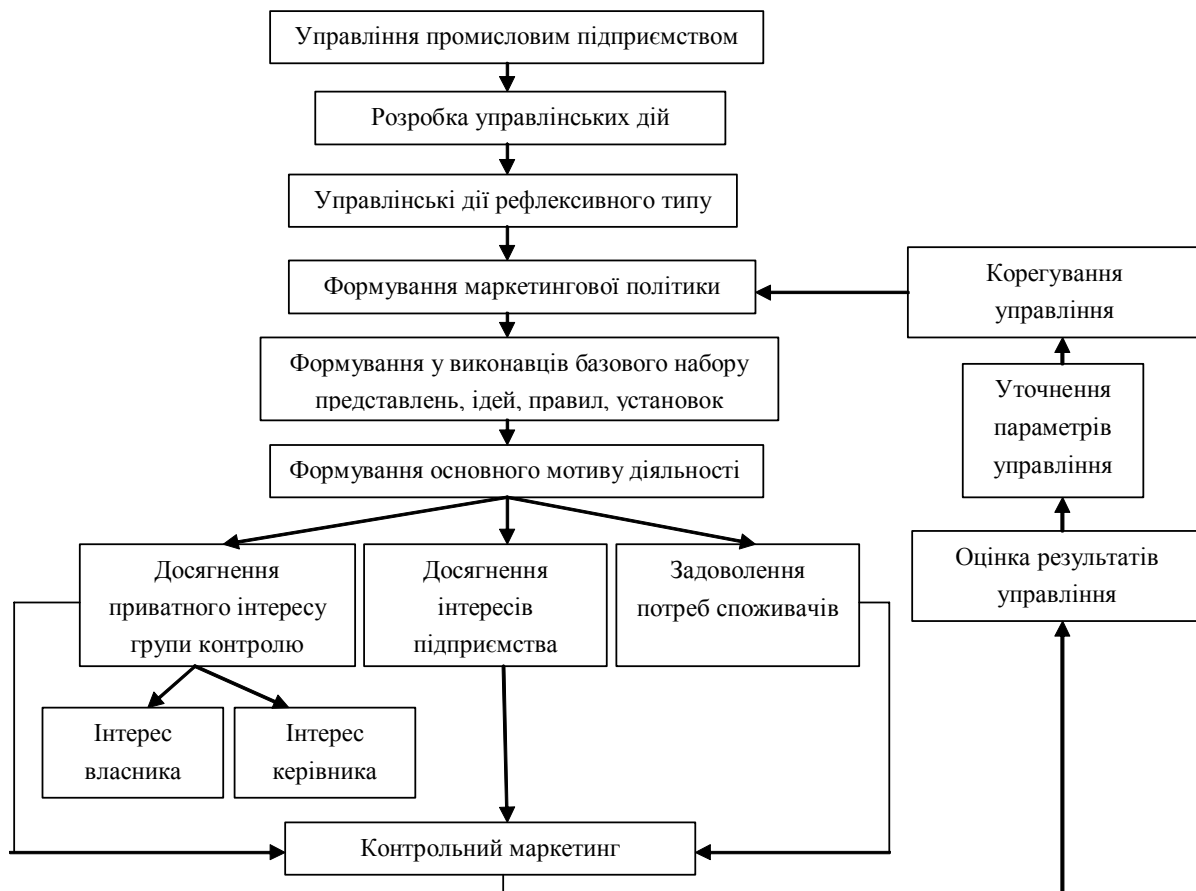 Управління промисловим підприємством
Розробка управлінських дій
Управлінські дії рефлексивного типу
Формування маркетингової політики
Корегування
управління
Формування у виконавців базового набору
представлень, ідей, правил, установок
Уточнення
параметрів
управління
Формування основного мотиву діяльності
Досягнення
приватного інтересу
групи контролю
Досягнення
інтересів
підприємства
Задоволення
потреб споживачів
Оцінка результатів
управління
Інтерес
власника
Інтерес
керівника
Контрольний маркетинг